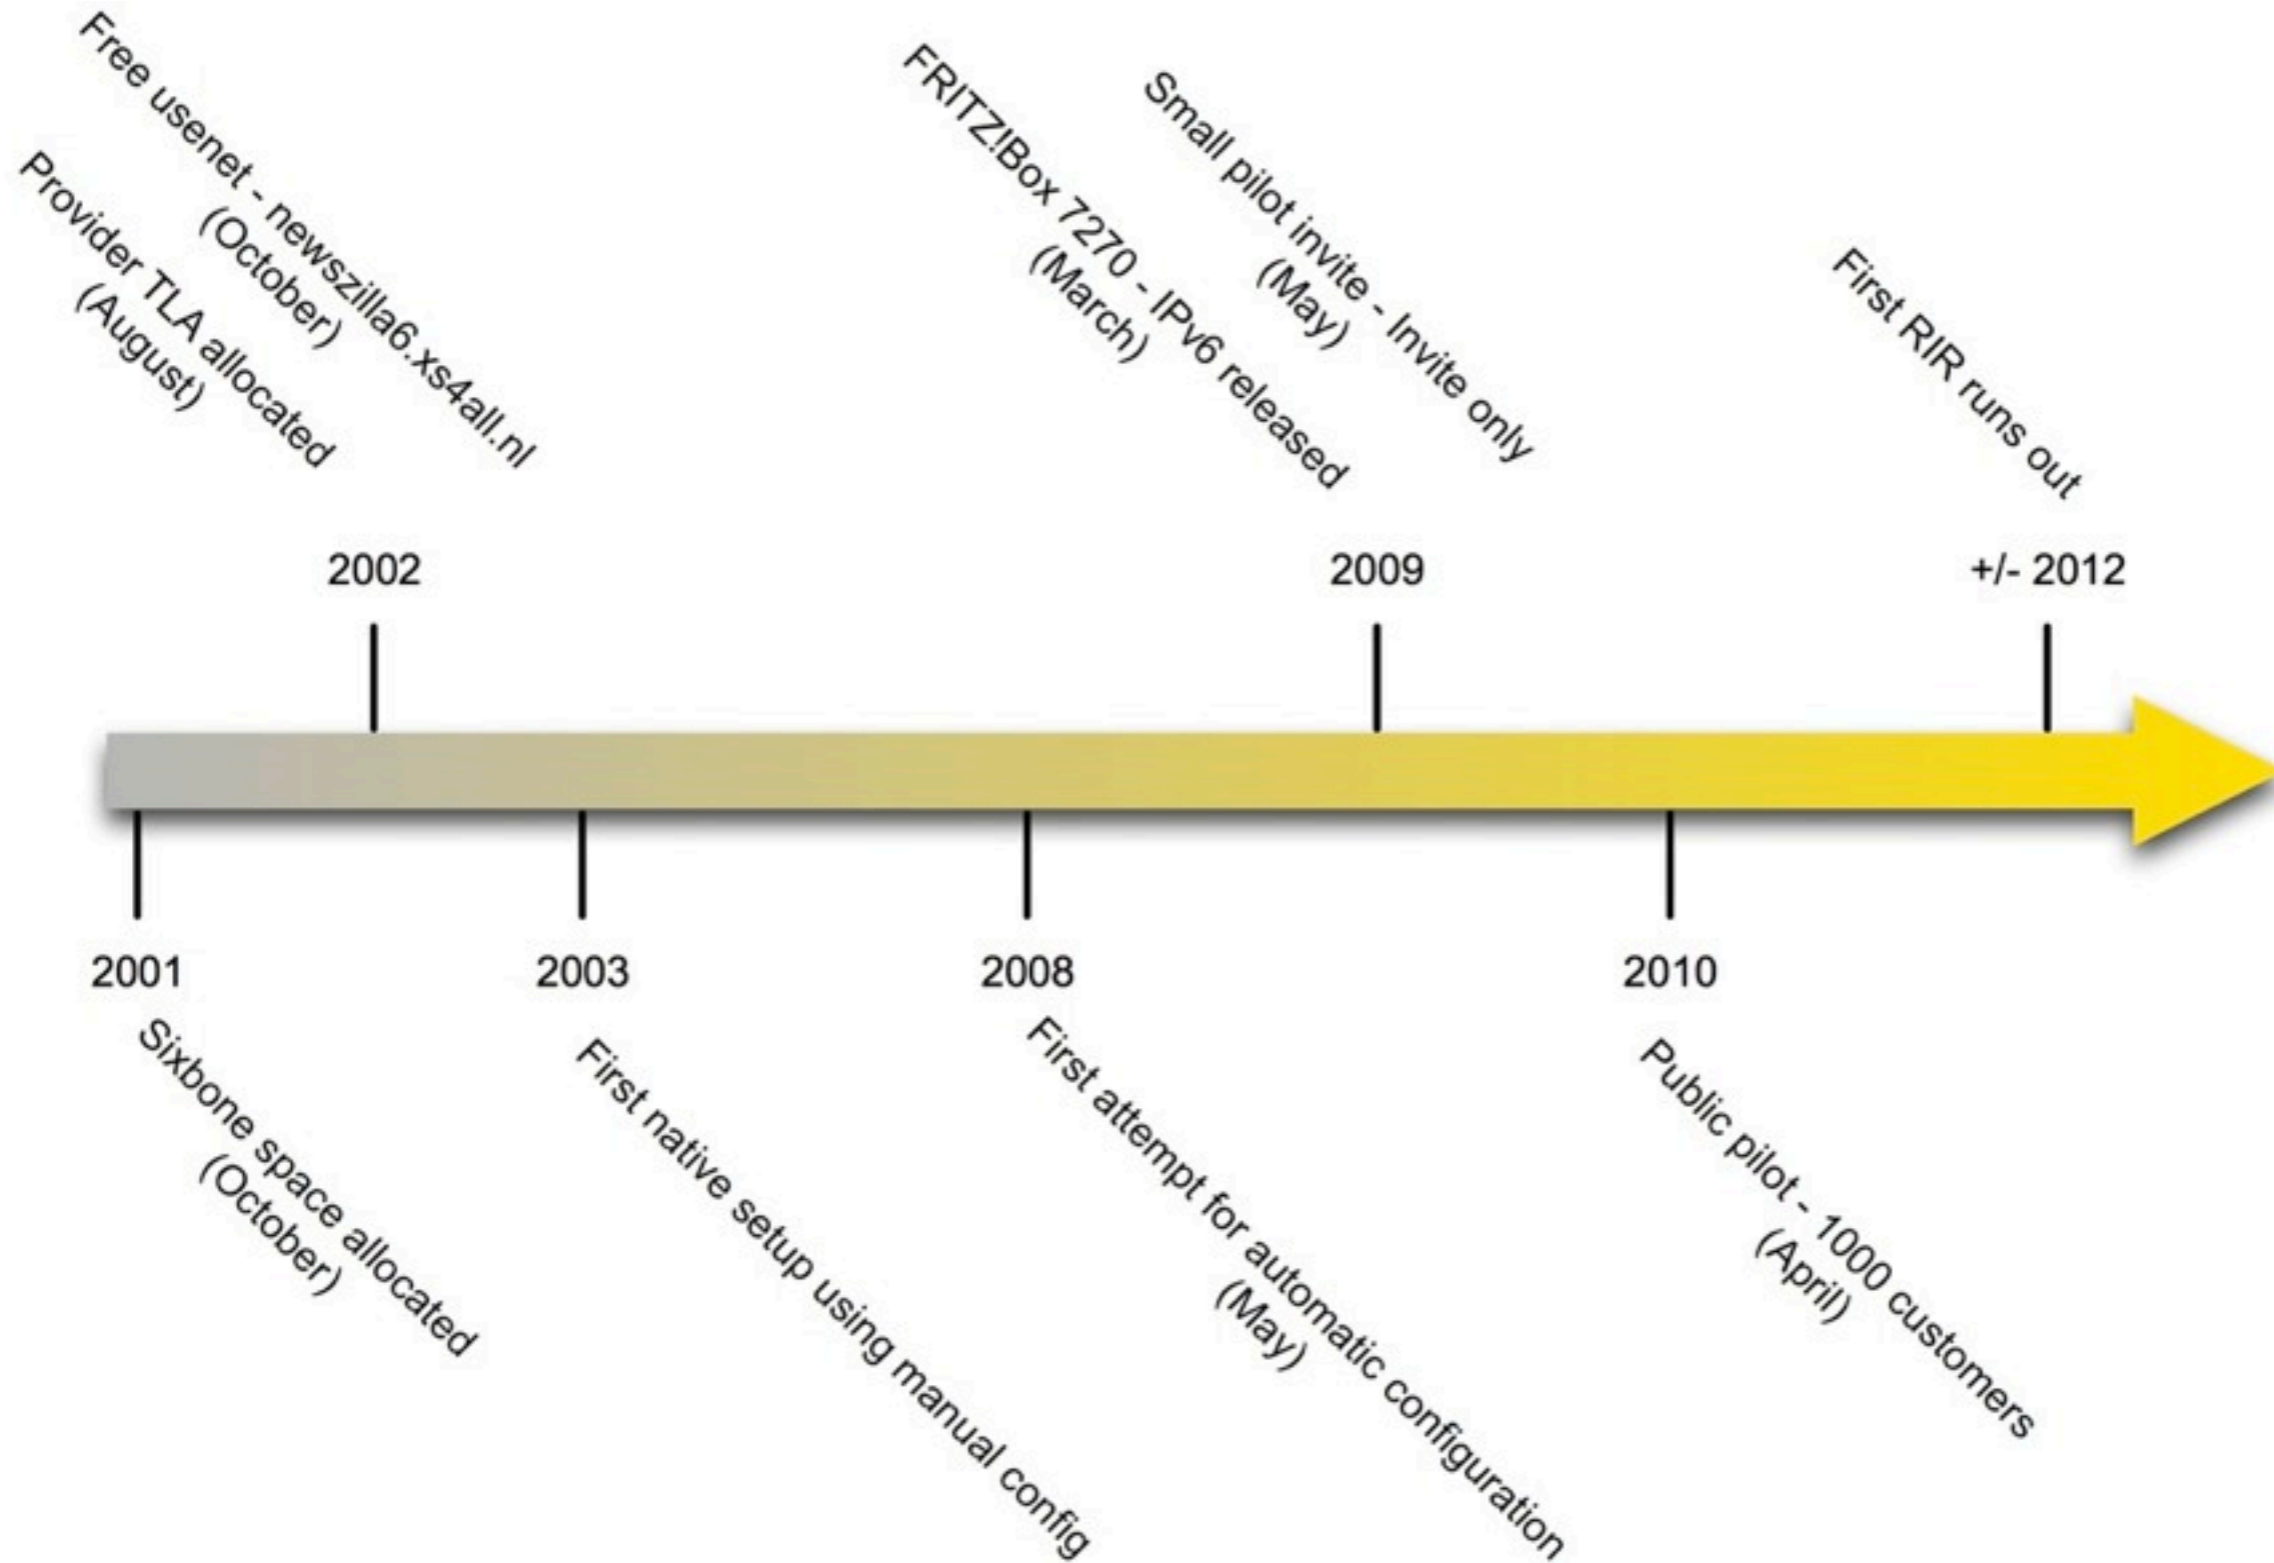 Free usenet - newszilla6.xs4all.nl
(October)
Provider TLA allocated
(August)
2002
FRITZ!Box 7270 - IPv6 released
(March)
Small pilot invite - Invite only
(May)
2009
First RIR runs out
+/- 2012
2001
Sixbone space allocated
(October)
2003
First native setup using manual config
2008
First attempt for automatic configuration
(May)
2010
Public pilot - 1000 customers
(April)